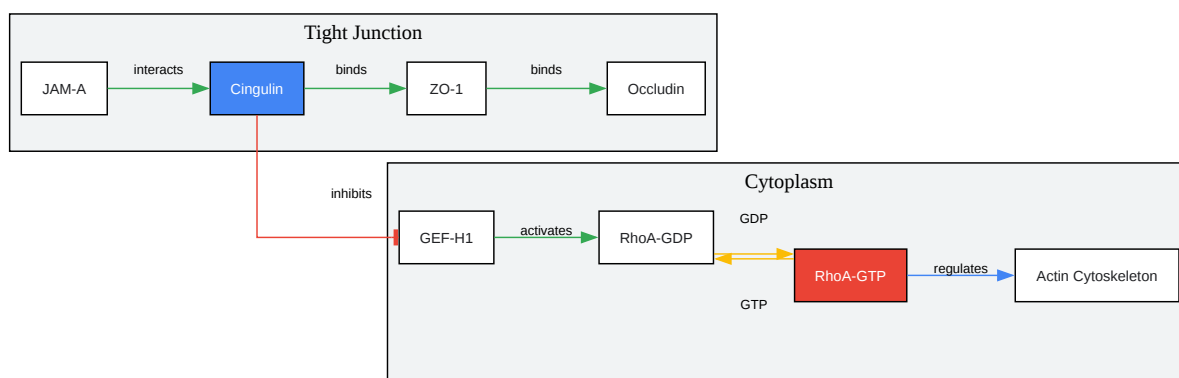 Tight Junction
JAM-A
interacts
Cingulin
binds
ZO-1
binds
Occludin
inhibits
Cytoplasm
GEF-H1
activates
RhoA-GDP
GDP
GTP
RhoA-GTP
regulates
Actin Cytoskeleton